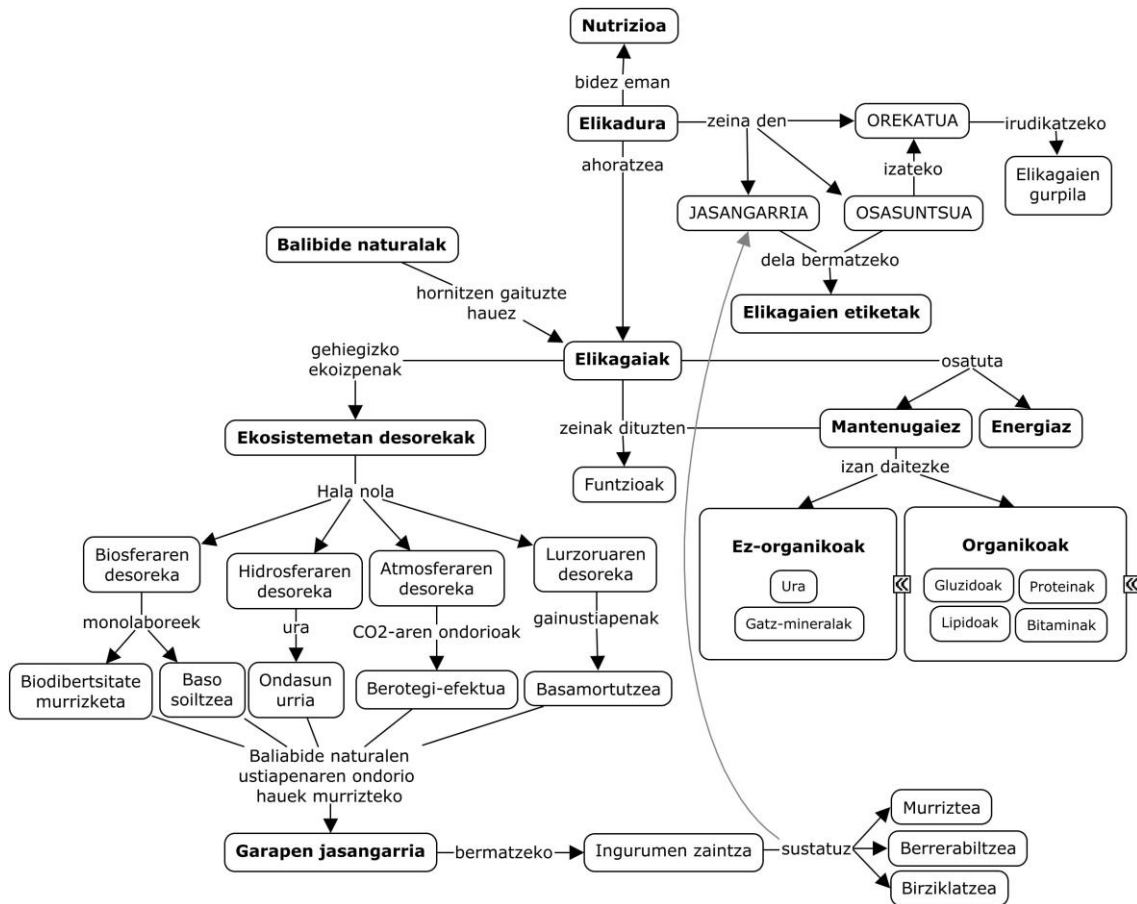 Nutrizioa
bidez eman
Elikadura
zeina den
OREKATUA
irudikatzeko
ahoratzea
izateko
Elikagaien
gurpila
JASANGARRIA
OSASUNTSUA
Balibide naturalak
dela bermatzeko
hornitzen gaituzte
hauez
Elikagaien etiketak
gehiegizko
ekoizpenak
Elikagaiak
osatuta
Ekosistemetan desorekak
zeinak dituzten
Mantenugaiez
Energiaz
Funtzioak
izan daitezke
Hala nola
Biosferaren
desoreka
Hidrosferaren
desoreka
Atmosferaren
desoreka
Lurzoruaren
desoreka
Ez-organikoak
Ura
Gatz-mineralak
Organikoak
Gluzidoak
Proteinak
Lipidoak
Bitaminak
monolaboreek
ura
CO2-aren ondorioak
gainustiapenak
Biodibertsitate
murrizketa
Baso
soiltzea
Ondasun
urria
Berotegi-efektua
Basamortutzea
Baliabide naturalen
ustiapenaren ondorio
hauek murrizteko
Garapen jasangarria
bermatzeko
Ingurumen zaintza
sustatuz
Murriztea
Berrerabiltzea
Birziklatzea